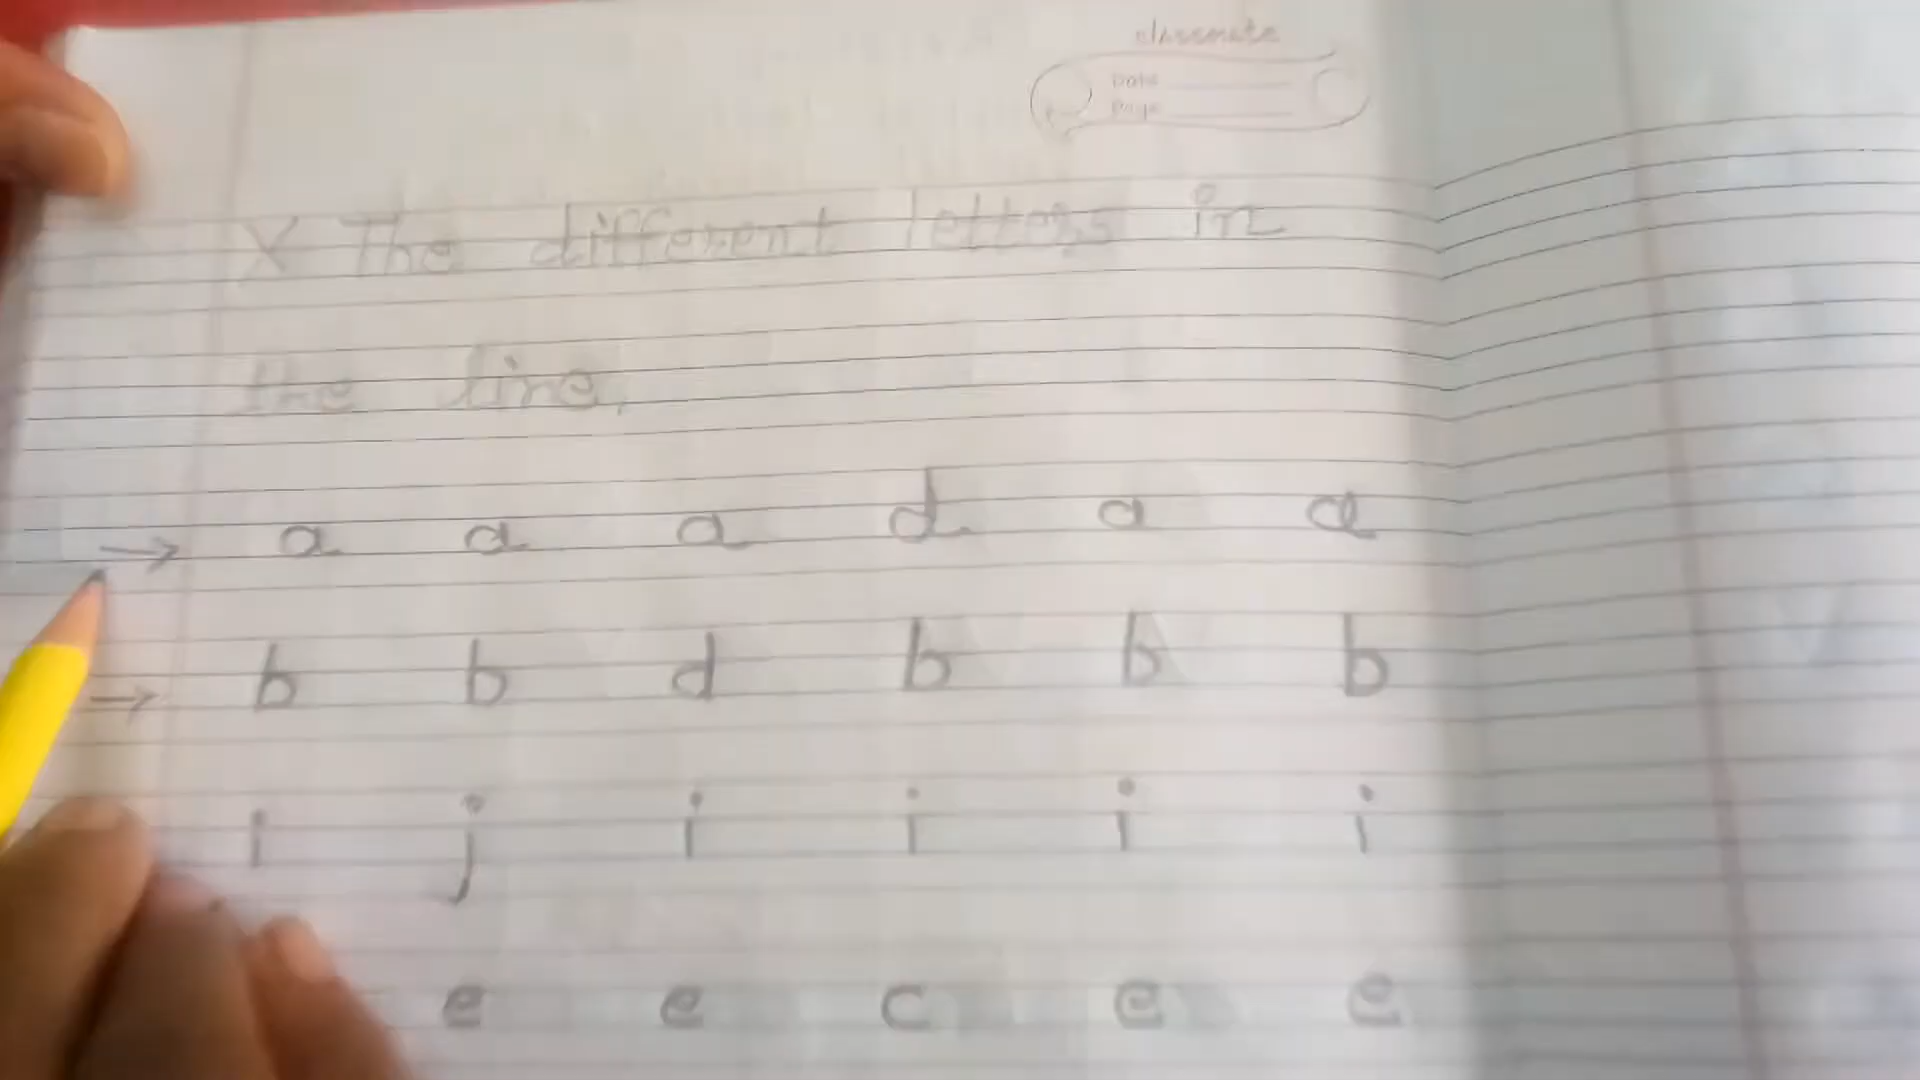 classmate
Date
Page
X The different letters in
the line,
→ a a a d a a
→ b b d b b b
i j i i i i
e e c e e